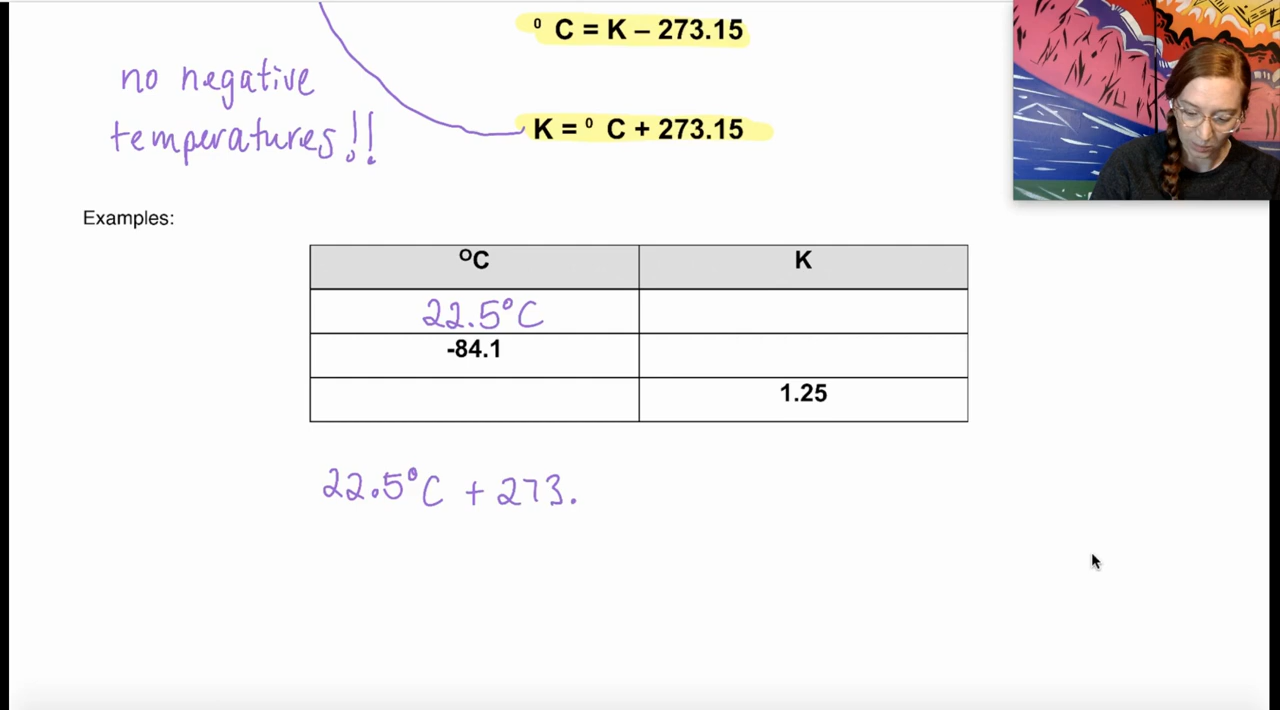 ⁰ C = K – 273.15
no negative
temperatures!!
K = ⁰ C + 273.15
Examples:
ᴼC K
22.5°C
-84.1
1.25
22.5°C + 273.